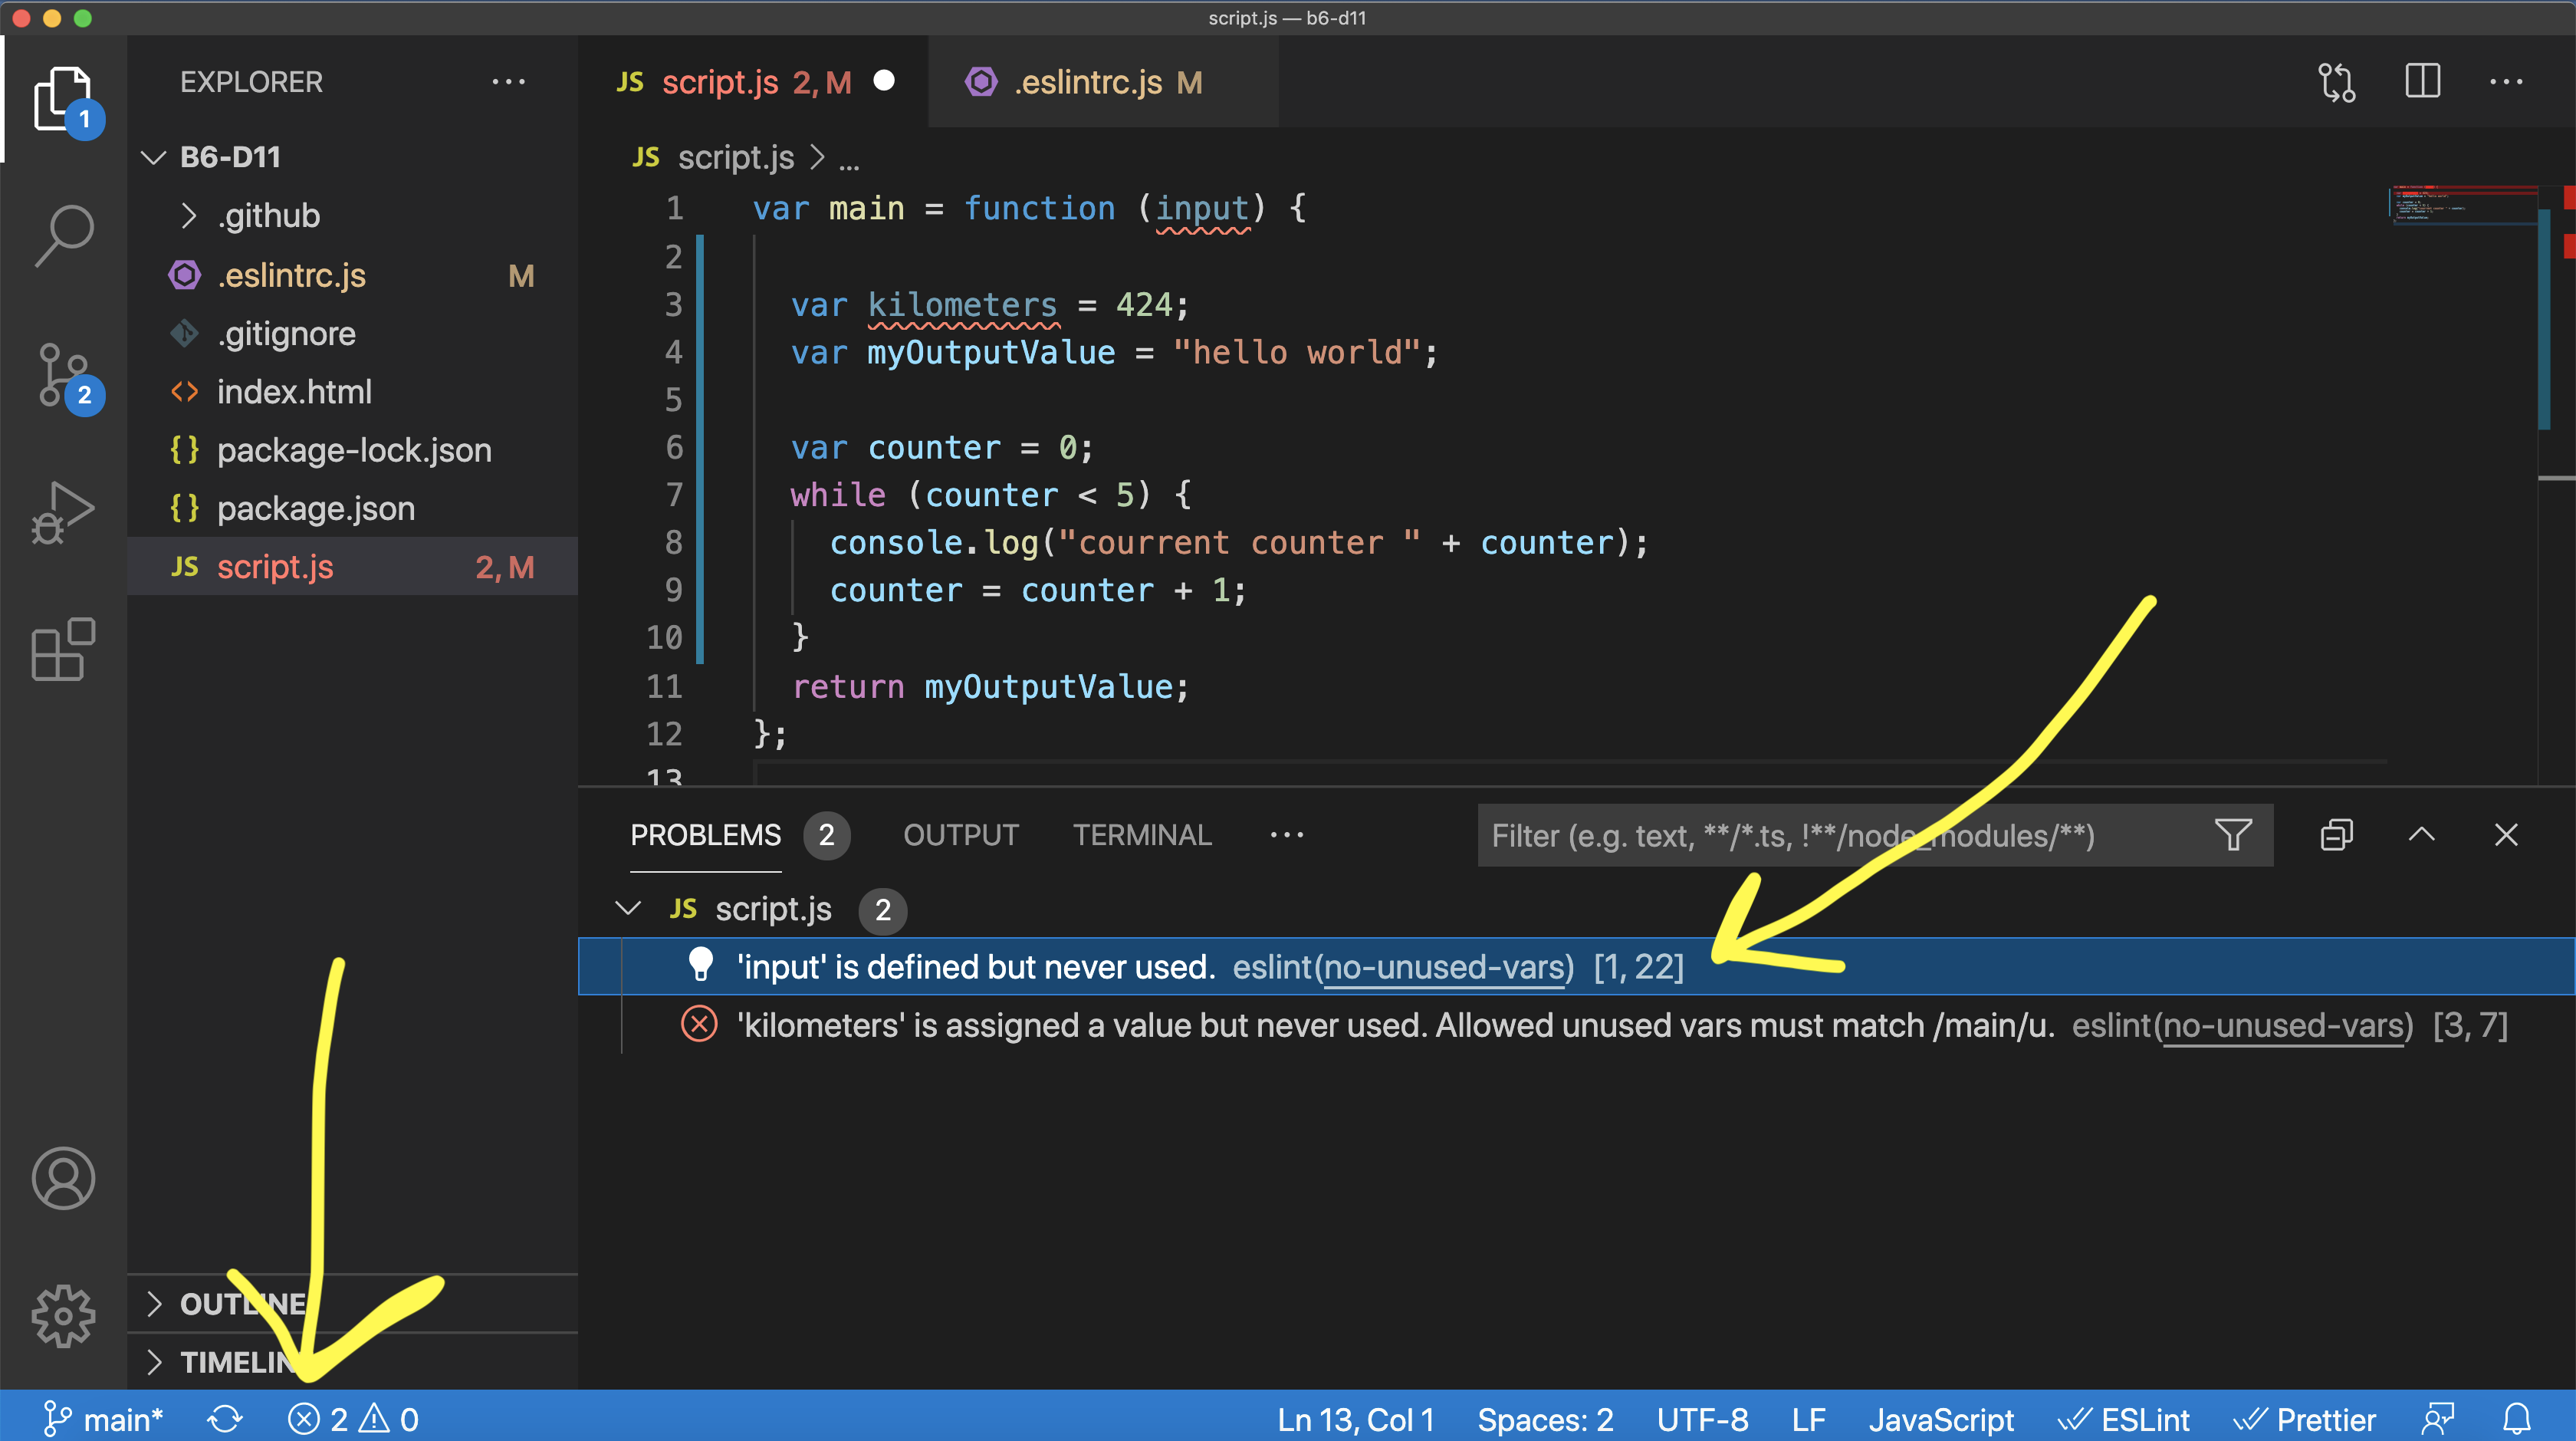 script.js — b6-d11
EXPLORER
1
B6-D11
.github
.eslintrc.js M
.gitignore
2
<> index.html
{} package-lock.json
{} package.json
JS script.js 2, M
OUTLINE
JS script.js 2, M
.eslintrc.js M
JS script.js > ...
1 var main = function (input) {
2
3 var kilometers = 424;
4 var myOutputValue = "hello world";
5
6 var counter = 0;
7 while (counter < 5) {
8 console.log("courrent counter " + counter);
9 counter = counter + 1;
10 }
11 return myOutputValue;
12 };
13
PROBLEMS 2 OUTPUT TERMINAL ... Filter (e.g. text, **/*.ts, !**/node_modules/**)
JS script.js 2
'input' is defined but never used. eslint(no-unused-vars) [1, 22]
'kilometers' is assigned a value but never used. Allowed unused vars must match /main/u. eslint(no-unused-vars) [3, 7]
main* 2 0 Ln 13, Col 1 Spaces: 2 UTF-8 LF JavaScript ESLint Prettier